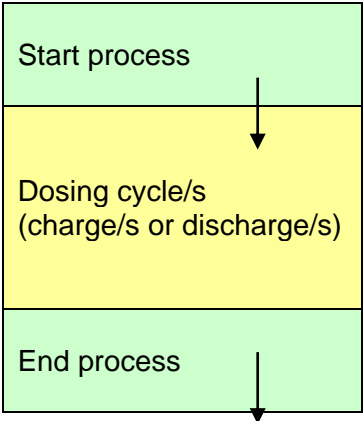 Start process
Dosing cycle/s
(charge/s or discharge/s)
End process